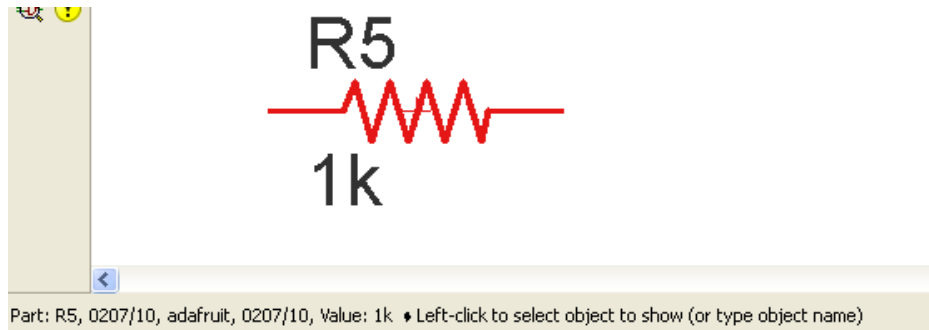 R5
1k
Part: R5, 0207/10, adafruit, 0207/10, Value: 1k ♦ Left-click to select object to show (or type object name)